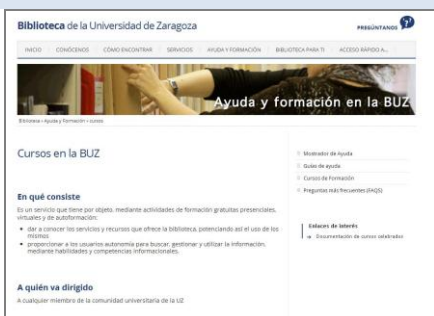 Biblioteca de la Universidad de Zaragoza
PREGÚNTANOS
INICIO CONÓCENOS CÓMO ENCONTRAR SERVICIOS AYUDA Y FORMACIÓN BIBLIOTECA PARA TI ACCESO RÁPIDO A...
Ayuda y formación en la BUZ
Biblioteca › Ayuda y Formación › cursos
Cursos en la BUZ
Mostrador de Ayuda
Guías de ayuda
Cursos de Formación
Preguntas más frecuentes (FAQS)
En qué consiste
Es un servicio que tiene por objeto, mediante actividades de formación gratuitas presenciales,
virtuales y de autoformación:
dar a conocer los servicios y recursos que ofrece la biblioteca, potenciando así el uso de los
mismos
proporcionar a los usuarios autonomía para buscar, gestionar y utilizar la información,
mediante habilidades y competencias informacionales.
Enlaces de interés
Documentación de cursos celebrados
A quién va dirigido
A cualquier miembro de la comunidad universitaria de la UZ